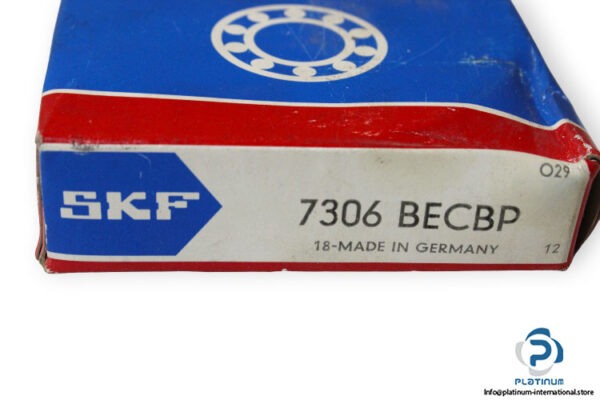 O29
SKF
7306 BECBP
18-MADE IN GERMANY
12
PLATINUM
Info@platinum-international.store